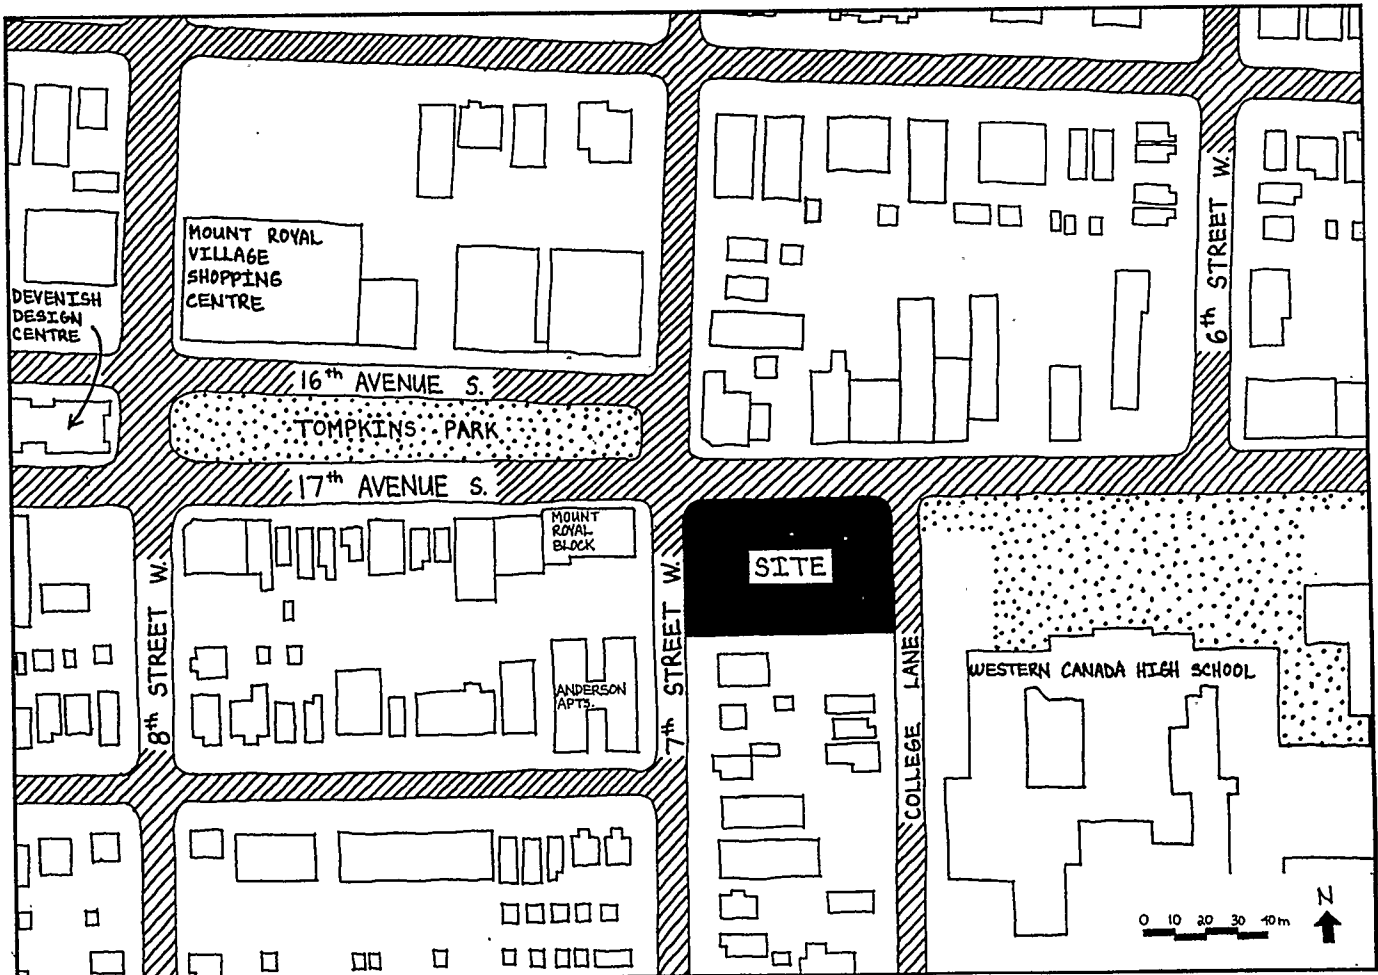 MOUNT ROYAL
VILLAGE
SHOPPING
CENTRE
DEVENISH
DESIGN
CENTRE
6th STREET W.
16th AVENUE S.
TOMPKINS PARK
17th AVENUE S.
MOUNT
ROYAL
BLOCK
SITE
8th STREET W.
7th STREET W.
COLLEGE LANE
WESTERN CANADA HIGH SCHOOL
ANDERSON
APTS.
N
0 10 20 30 40m